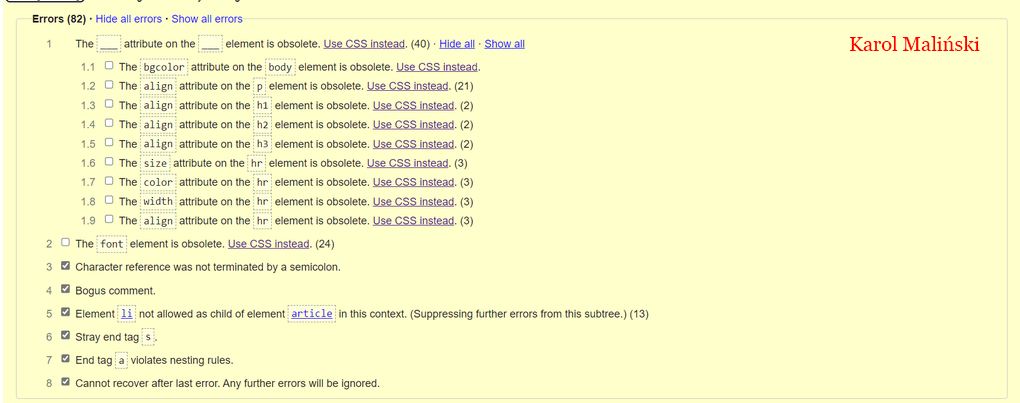 Errors (82) · Hide all errors · Show all errors
1 The ___ attribute on the ___ element is obsolete. Use CSS instead. (40) · Hide all · Show all
Karol Maliński
1.1 The bgcolor attribute on the body element is obsolete. Use CSS instead.
1.2 The align attribute on the p element is obsolete. Use CSS instead. (21)
1.3 The align attribute on the h1 element is obsolete. Use CSS instead. (2)
1.4 The align attribute on the h2 element is obsolete. Use CSS instead. (2)
1.5 The align attribute on the h3 element is obsolete. Use CSS instead. (2)
1.6 The size attribute on the hr element is obsolete. Use CSS instead. (3)
1.7 The color attribute on the hr element is obsolete. Use CSS instead. (3)
1.8 The width attribute on the hr element is obsolete. Use CSS instead. (3)
1.9 The align attribute on the hr element is obsolete. Use CSS instead. (3)
2 The font element is obsolete. Use CSS instead. (24)
3 Character reference was not terminated by a semicolon.
4 Bogus comment.
5 Element li not allowed as child of element article in this context. (Suppressing further errors from this subtree.) (13)
6 Stray end tag s.
7 End tag a violates nesting rules.
8 Cannot recover after last error. Any further errors will be ignored.